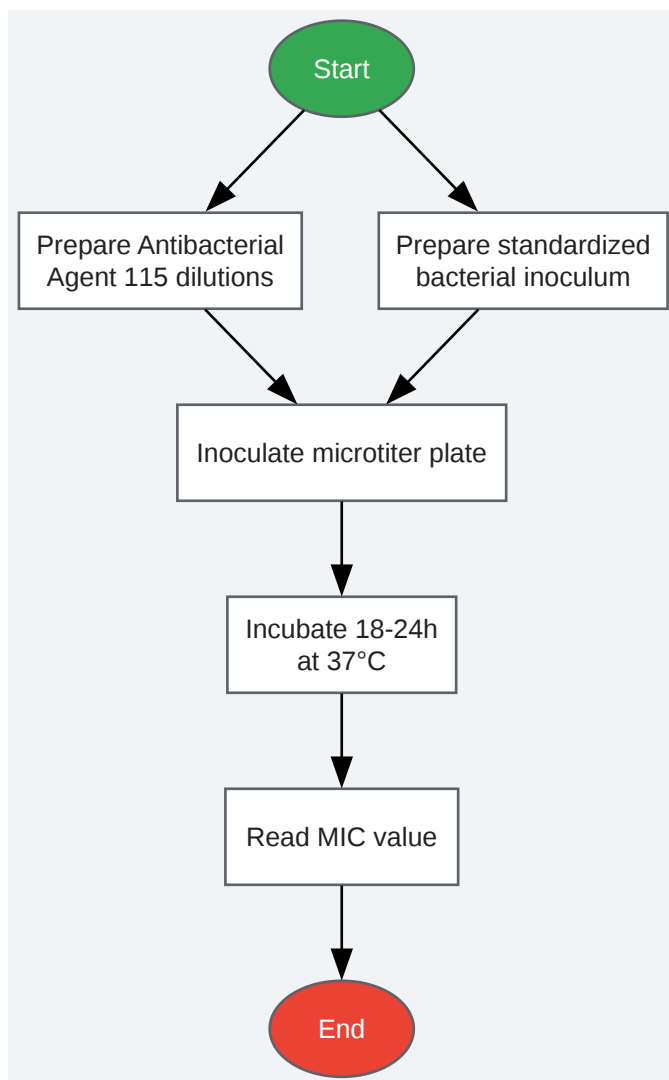 Start
Prepare Antibacterial
Agent 115 dilutions
Prepare standardized
bacterial inoculum
Inoculate microtiter plate
Incubate 18-24h
at 37°C
Read MIC value
End